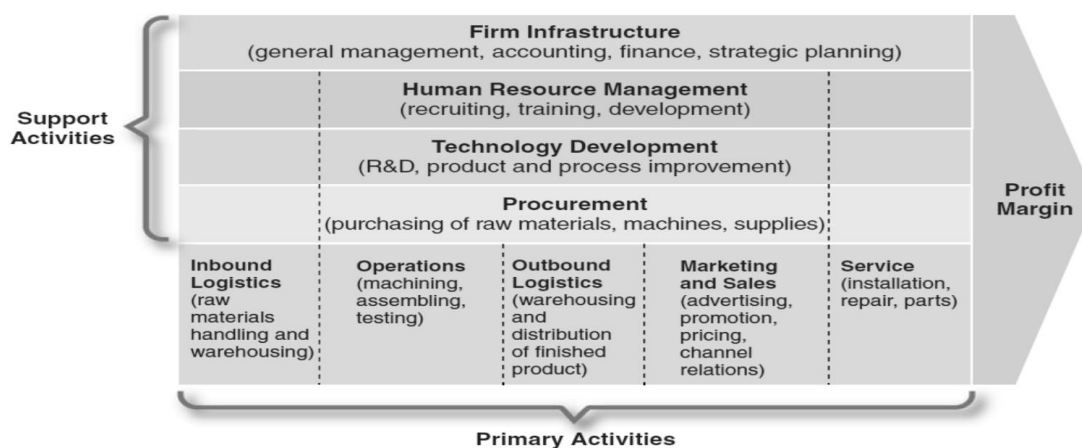 Firm Infrastructure
(general management, accounting, finance, strategic planning)
Human Resource Management
(recruiting, training, development)
Support
Activities
Technology Development
(R&D, product and process improvement)
Procurement
(purchasing of raw materials, machines, supplies)
Profit
Margin
Inbound
Logistics
(raw
materials
handling and
warehousing)
Operations
(machining,
assembling,
testing)
Outbound
Logistics
(warehousing
and
distribution
of finished
product)
Marketing
and Sales
(advertising,
promotion,
pricing,
channel
relations)
Service
(installation,
repair, parts)
Primary Activities